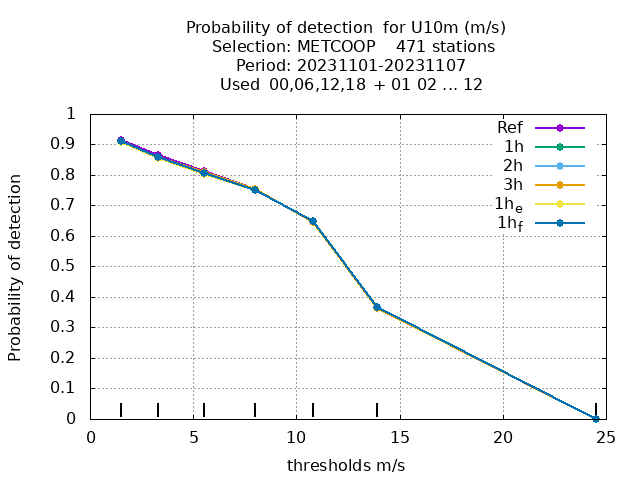 Probability of detection  for U10m (m/s)
Selection: METCOOP    471 stations
Period: 20231101-20231107
Used  00,06,12,18  + 01 02 ... 12
Probability of detection
1
0.9
0.8
0.7
0.6
0.5
0.4
0.3
0.2
0.1
0
Ref
1h
2h
3h
1he
1hf
0 5 10 15 20 25
thresholds m/s